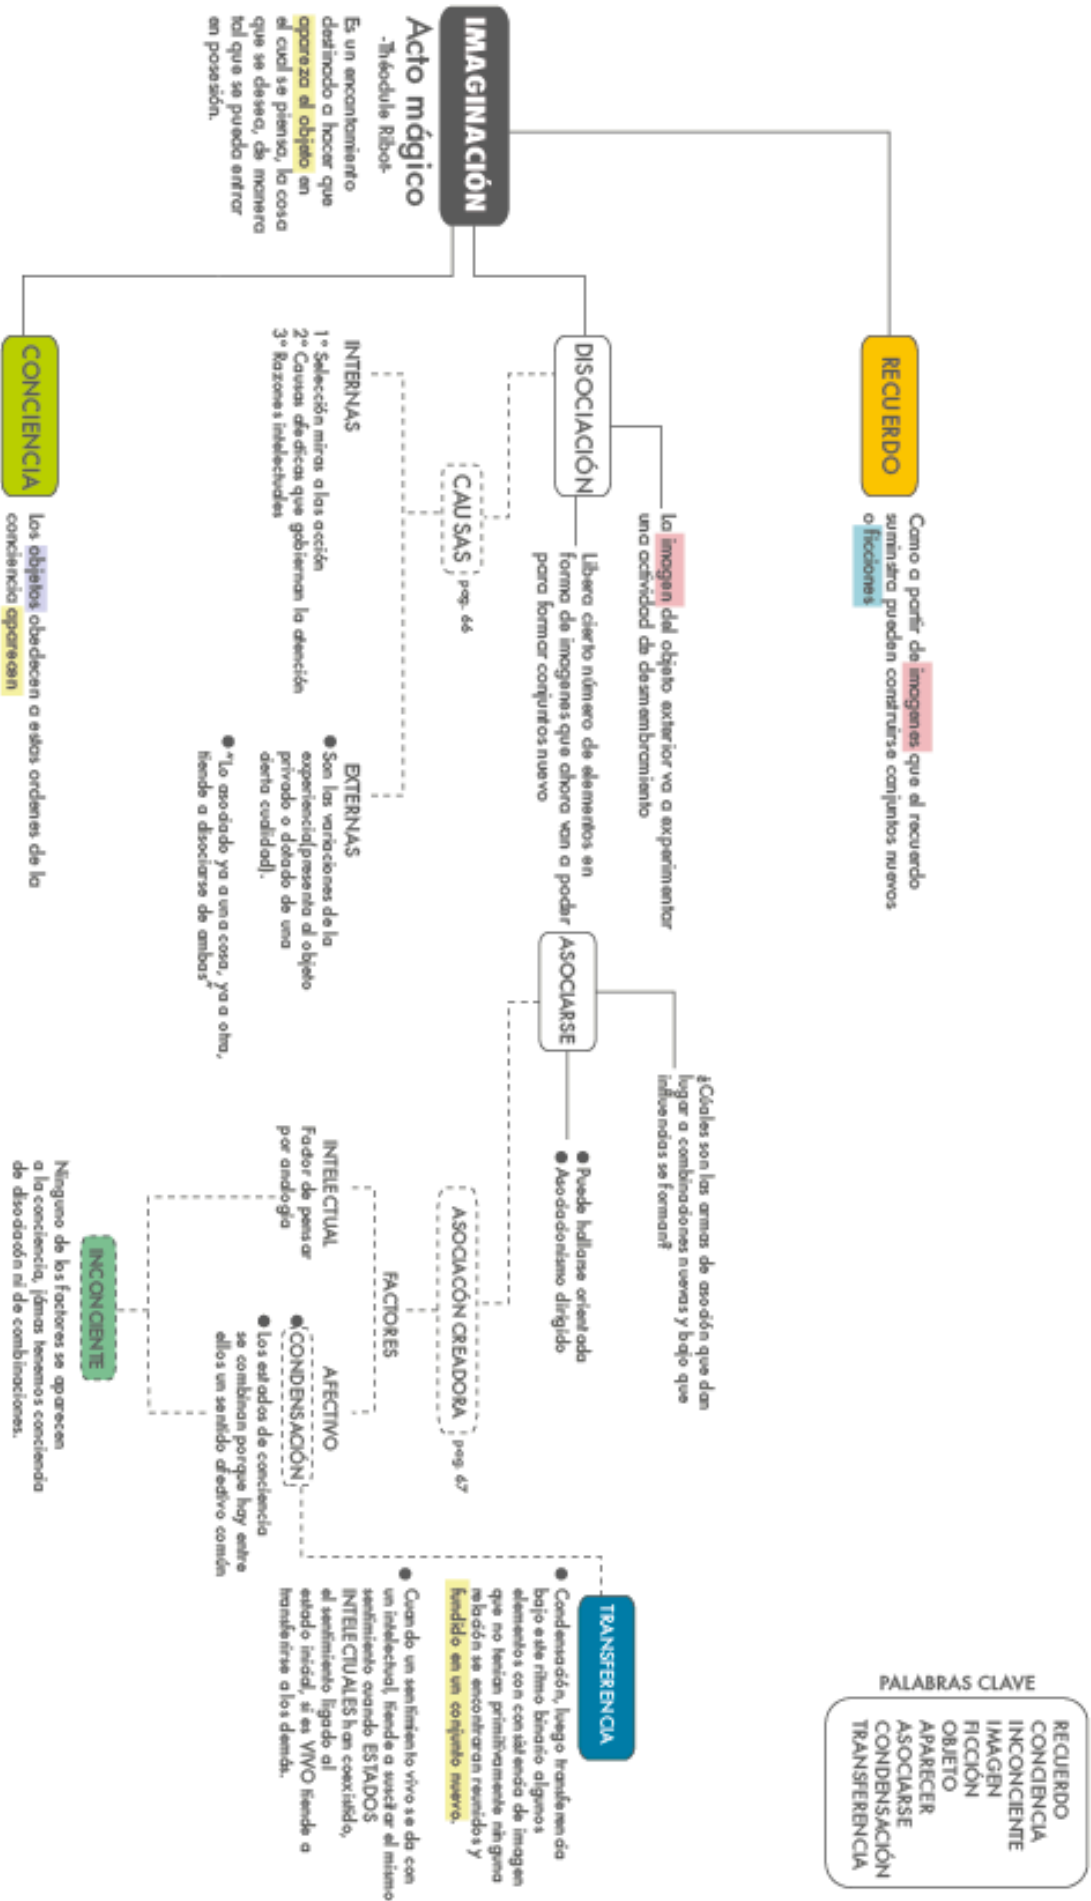 IMAGINACIÓN
Acto mágico
-Théodule Ribot-
Es un encantamiento
destinado a hacer que
aparezca el objeto en
el cual se piensa, la cosa
que se desea, de manera
tal que se pueda entrar
en posesión.
RECUERDO
Como a partir de imagenes que el recuerdo
suministra pueden construirse conjuntos nuevos
o ficciones
DISOCIACIÓN
La imagen del objeto exterior va a experimentar
una actividad de desmembramiento
Libera cierto número de elementos en
forma de imagenes que ahora van a poder
para formar conjuntos nuevo
CAUSAS
pag. 66
INTERNAS
1° Selección miras a las acción
2° Causas afedicas que gobiernan la atención
3° Razones intelectuales
EXTERNAS
● Son las variaciones de la
experiencia(presenta al objeto
privado o dotado de una
cierta cualidad).
● "Lo asociado ya a una cosa, ya a otra,
tiende a disociarse de ambas"
CONCIENCIA
Los objetos obedecen a estas ordenes de la
conciencia aparecen
ASOCIARSE
¿Cúales son las armas de asoción que dan
lugar a combinaciones nuevas y bajo que
influencias se forman?
● Puede hallarse orientada
● Asociacionismo dirigido
ASOCIACÓN CREADORA
pag. 67
FACTORES
INTELECTUAL
Factor de pensar
por analogía
AFECTIVO
● CONDENSACIÓN
● Los estados de conciencia
se combinan porque hay entre
ellos un sentido afectivo común
INCONCIENTE
Ninguno de los factores se aparecen
a la conciencia, jámas tenemos conciencia
de disociacón ni de combinaciones.
TRANSFERENCIA
● Condensación, luego transferencia
bajo este ritmo binario algunos
elementos con consistencia de imagen
que no tenian primitivamente ninguna
relación se encontraran reunidos y
fundido en un conjunto nuevo.
● Cuando un sentimiento vivo se da con
un intelectual, tiende a suscitar el mismo
sentimiento cuando ESTADOS
INTELECTUALES han coexistido,
el sentimiento ligado al
estado inicial, si es VIVO tiende a
transferirse a los demás.
PALABRAS CLAVE
RECUERDO
CONCIENCIA
INCONCIENTE
IMAGEN
FICCIÓN
OBJETO
APARECER
ASOCIARSE
CONDENSACIÓN
TRANSFERENCIA